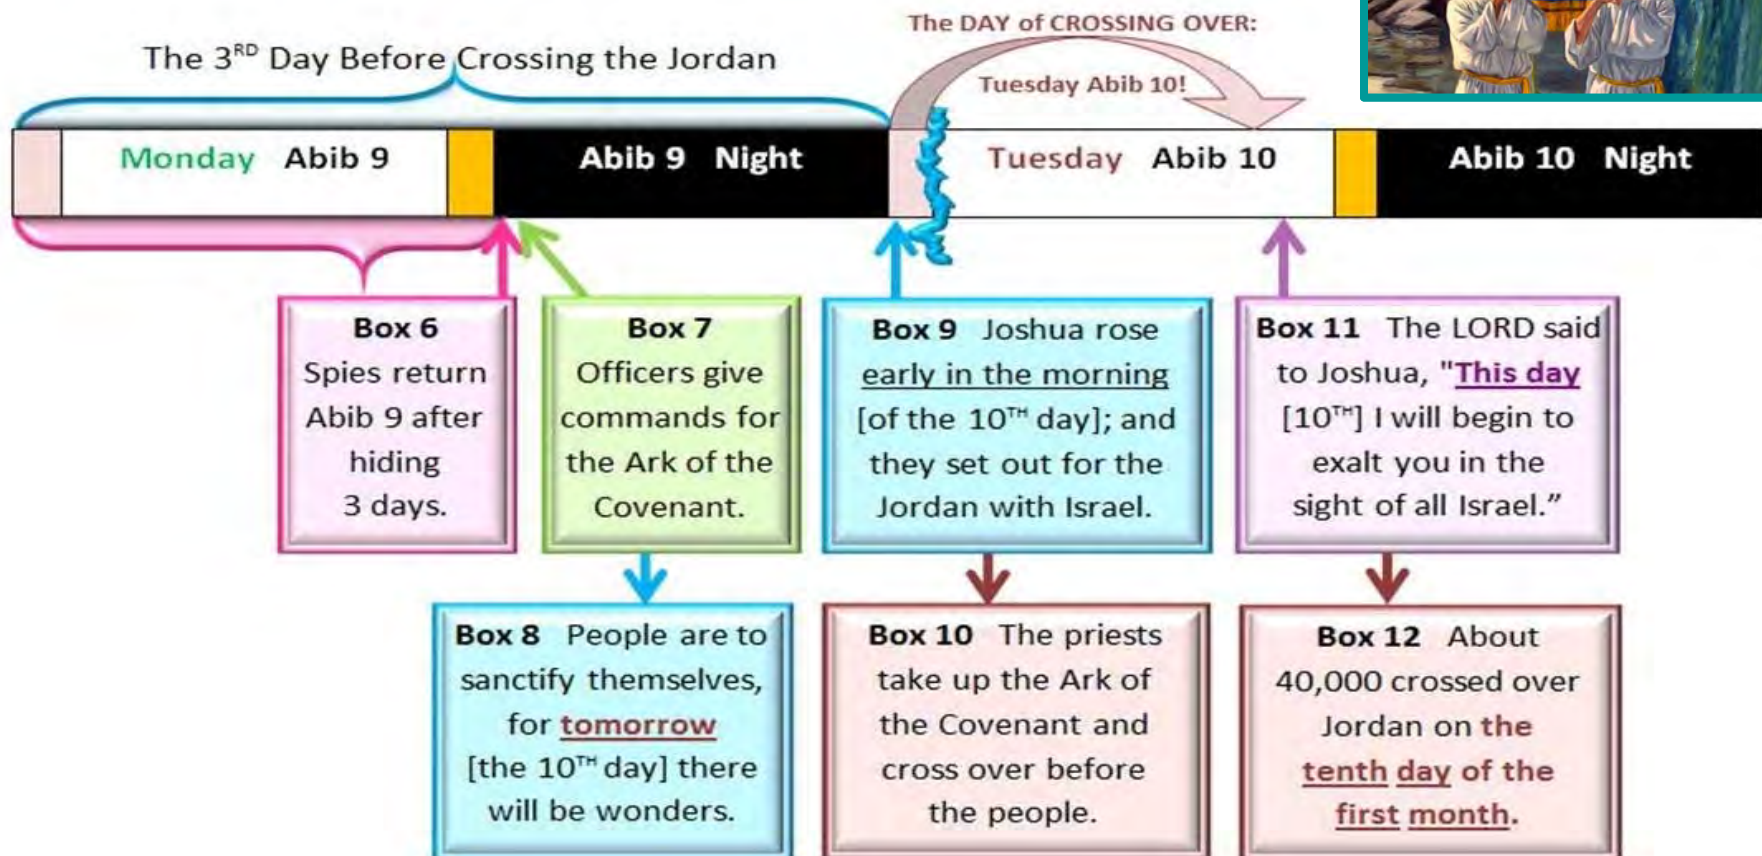 The DAY of CROSSING OVER:
The 3RD Day Before Crossing the Jordan
Tuesday Abib 10!
Monday Abib 9
Abib 9 Night
Tuesday Abib 10
Abib 10 Night
Box 6
Spies return
Abib 9 after
hiding
3 days.
Box 7
Officers give
commands for
the Ark of the
Covenant.
Box 9 Joshua rose
early in the morning
[of the 10TH day]; and
they set out for the
Jordan with Israel.
Box 11 The LORD said
to Joshua, "This day
[10TH] I will begin to
exalt you in the
sight of all Israel.”
Box 8 People are to
sanctify themselves,
for tomorrow
[the 10TH day] there
will be wonders.
Box 10 The priests
take up the Ark of
the Covenant and
cross over before
the people.
Box 12 About
40,000 crossed over
Jordan on the
tenth day of the
first month.